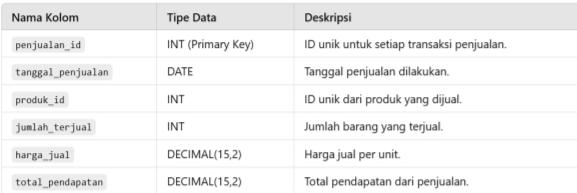 Nama Kolom Tipe Data Deskripsi
penjualan_id INT (Primary Key) ID unik untuk setiap transaksi penjualan.
tanggal_penjualan DATE Tanggal penjualan dilakukan.
produk_id INT ID unik dari produk yang dijual.
jumlah_terjual INT Jumlah barang yang terjual.
harga_jual DECIMAL(15,2) Harga jual per unit.
total_pendapatan DECIMAL(15,2) Total pendapatan dari penjualan.